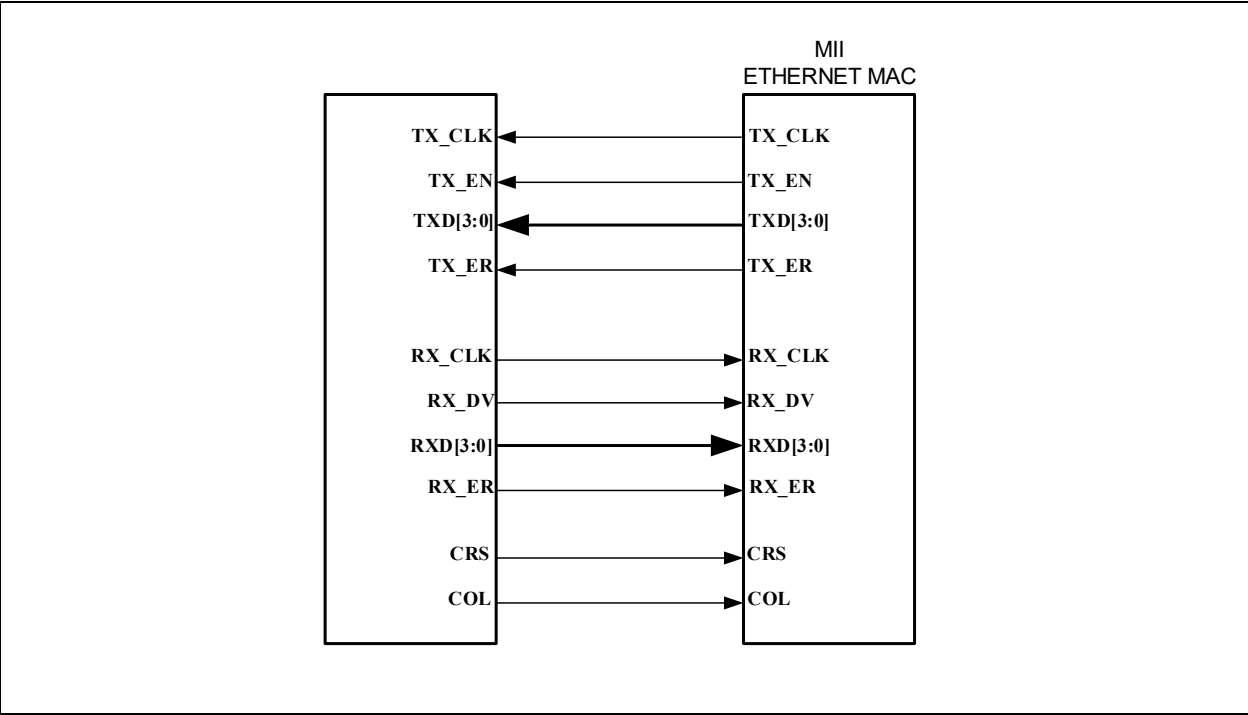 MII
ETHERNET MAC
TX_CLK TX_CLK
TX_EN TX_EN
TXD[3:0] TXD[3:0]
TX_ER TX_ER
RX_CLK RX_CLK
RX_DV RX_DV
RXD[3:0] RXD[3:0]
RX_ER RX_ER
CRS CRS
COL COL